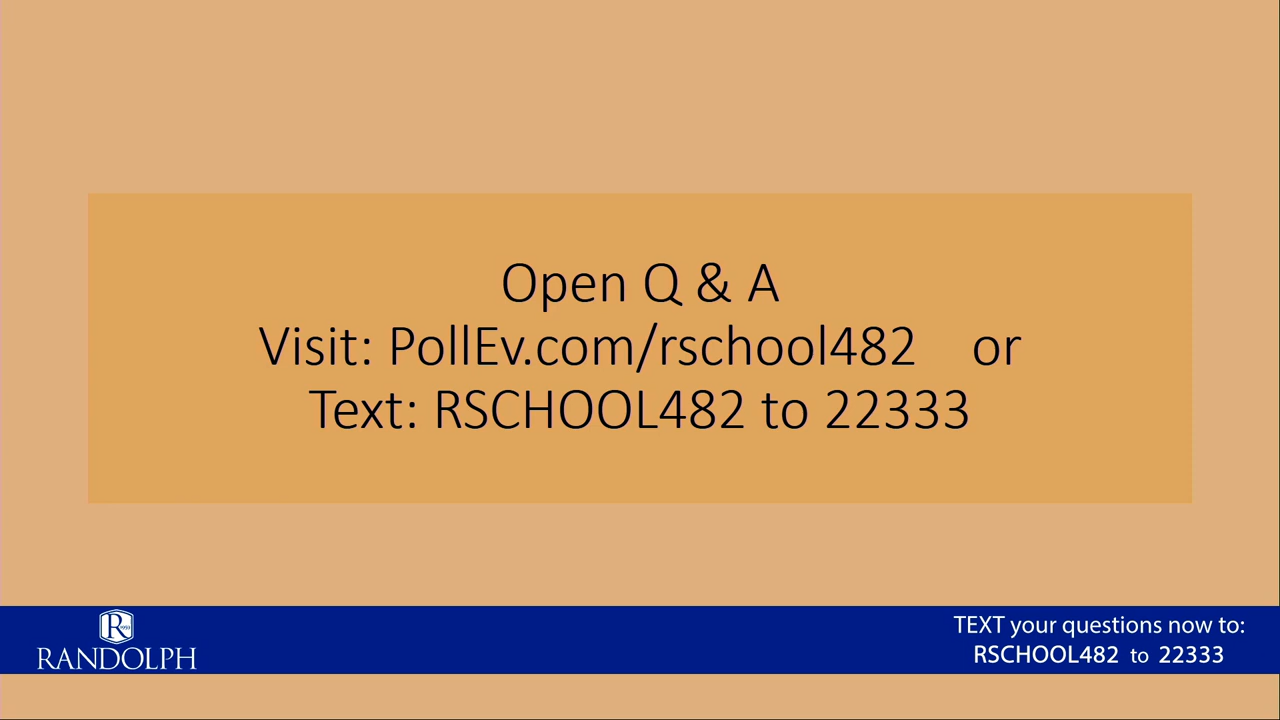 Open Q & A
Visit: PollEv.com/rschool482 or
Text: RSCHOOL482 to 22333
R
RANDOLPH
TEXT your questions now to:
RSCHOOL482 to 22333